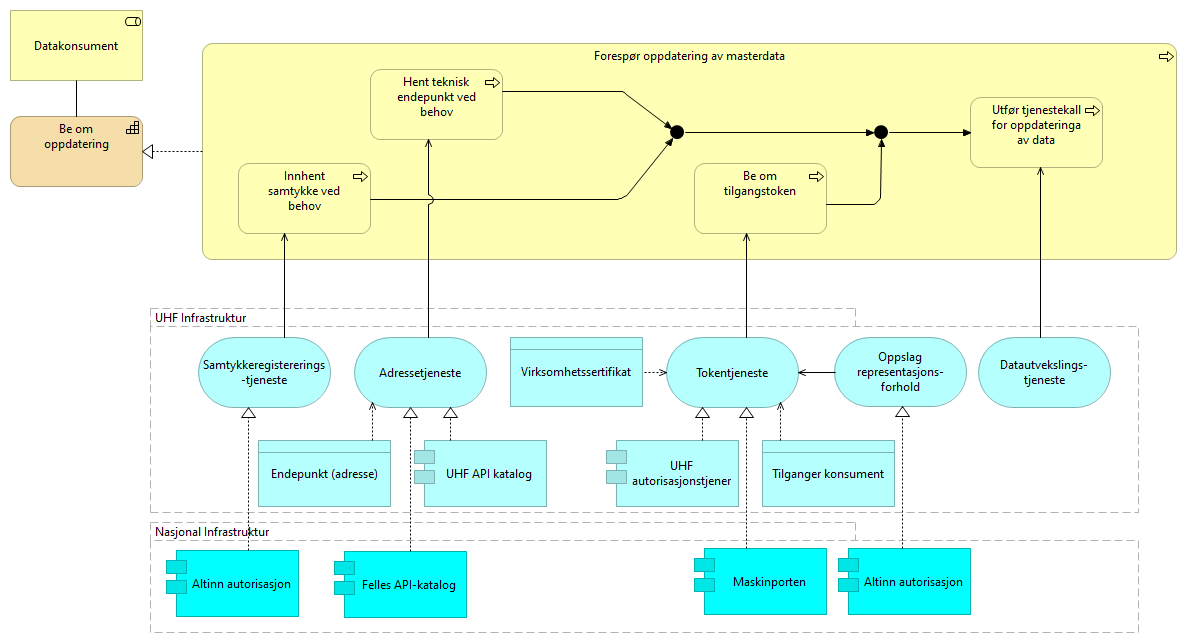 Datakonsument
Be om
oppdatering
Forespør oppdatering av masterdata
Hent teknisk
endepunkt ved
behov
Innhent
samtykke ved
behov
Be om
tilgangstoken
Utfør tjenestekall
for oppdateringa
av data
UHF Infrastruktur
Samtykkeregistererings
-tjeneste
Adressetjeneste
Virksomhetssertifikat
Tokentjeneste
Oppslag
representasjons-
forhold
Datautvekslings-
tjeneste
Endepunkt (adresse)
UHF API katalog
UHF
autorisasjonstjener
Tilganger konsument
Nasjonal Infrastruktur
Altinn autorisasjon
Felles API-katalog
Maskinporten
Altinn autorisasjon